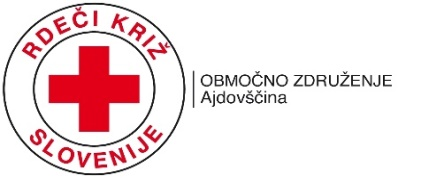 RDEČI KRIŽ
SLOVENIJE
OBMOČNO ZDRUŽENJE
Ajdovščina